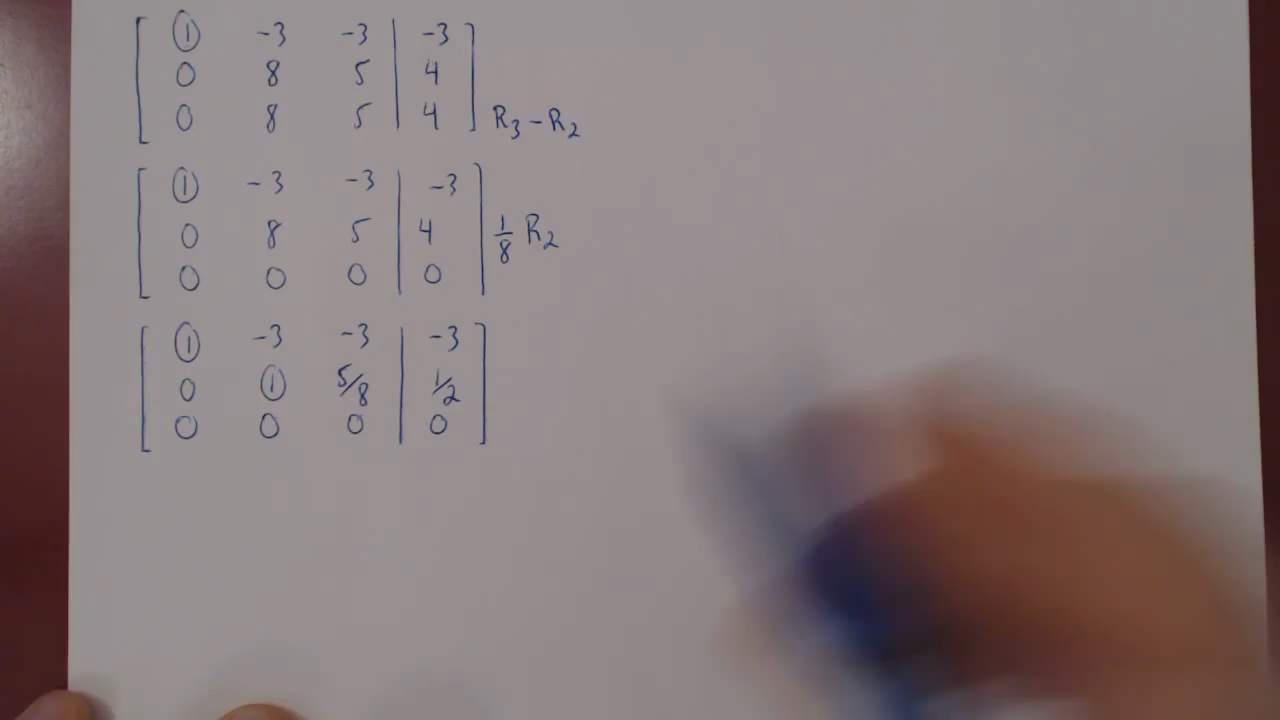 ① -3 -3 | -3
0 8 5 | 4
0 8 5 | 4 R₃ - R₂
① -3 -3 | -3
0 8 5 | 4 1/8 R₂
0 0 0 | 0
① -3 -3 | -3
0 ① 5/8 | 1/2
0 0 0 | 0